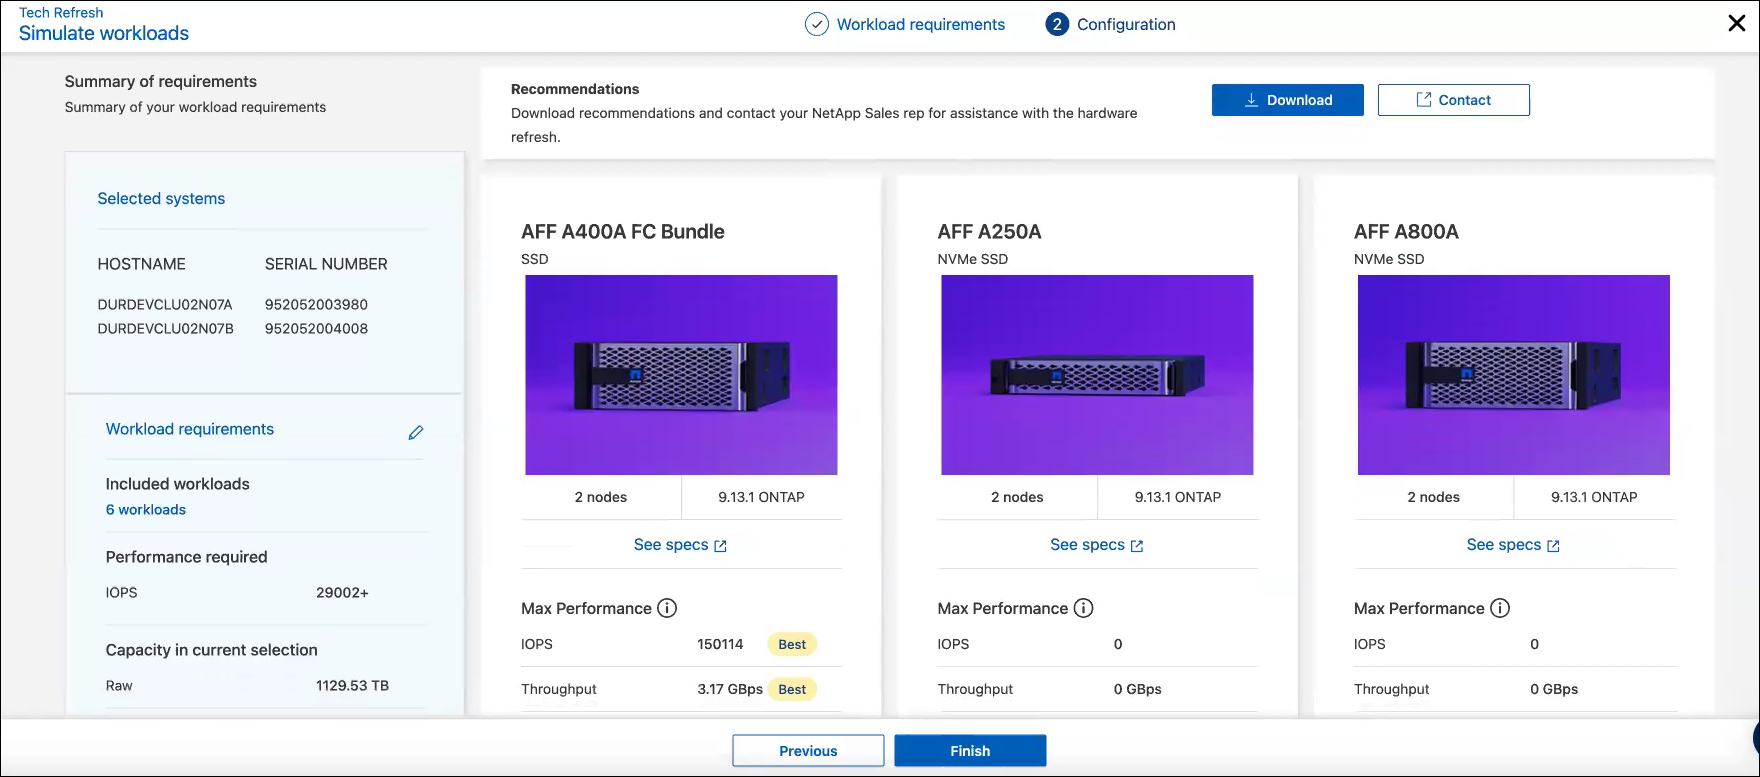 Tech Refresh
Simulate workloads
Workload requirements
2 Configuration
Summary of requirements
Summary of your workload requirements
Selected systems
HOSTNAME SERIAL NUMBER
DURDEVCLU02N07A 952052003980
DURDEVCLU02N07B 952052004008
Workload requirements
Included workloads
6 workloads
Performance required
IOPS 29002+
Capacity in current selection
Raw 1129.53 TB
Recommendations
Download recommendations and contact your NetApp Sales rep for assistance with the hardware
refresh.
Download
Contact
AFF A400A FC Bundle
SSD
2 nodes 9.13.1 ONTAP
See specs
Max Performance
IOPS 150114 Best
Throughput 3.17 GBps Best
AFF A250A
NVMe SSD
2 nodes 9.13.1 ONTAP
See specs
Max Performance
IOPS 0
Throughput 0 GBps
AFF A800A
NVMe SSD
2 nodes 9.13.1 ONTAP
See specs
Max Performance
IOPS 0
Throughput 0 GBps
Previous
Finish